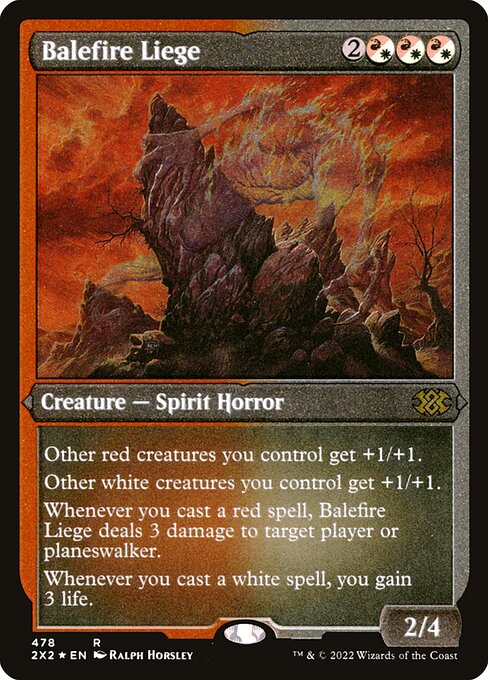 Balefire Liege 2
Creature — Spirit Horror
Other red creatures you control get +1/+1.
Other white creatures you control get +1/+1.
Whenever you cast a red spell, Balefire
Liege deals 3 damage to target player or
planeswalker.
Whenever you cast a white spell, you gain
3 life.
2/4
478 R
2X2 ★ EN RALPH HORSLEY ™ & © 2022 Wizards of the Coast